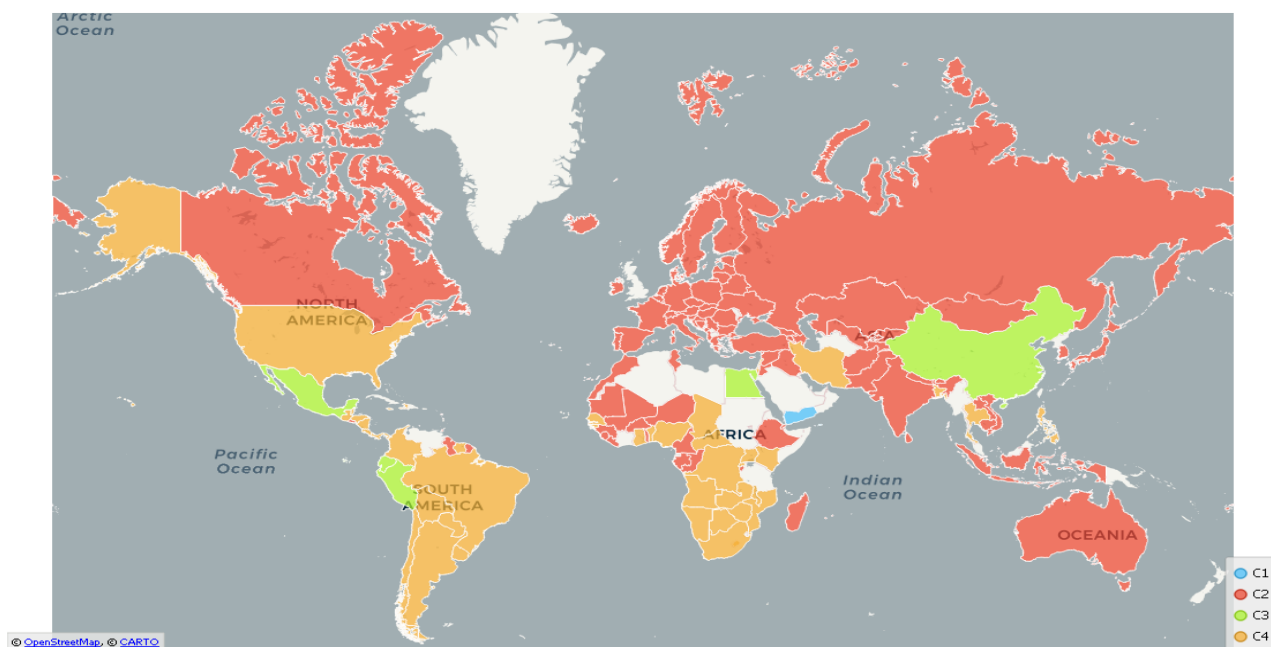 Arctic
Ocean
NORTH
AMERICA
ASIA
AFRICA
Pacific
Ocean
SOUTH
AMERICA
Indian
Ocean
OCEANIA
C1
C2
C3
C4
© OpenStreetMap, © CARTO